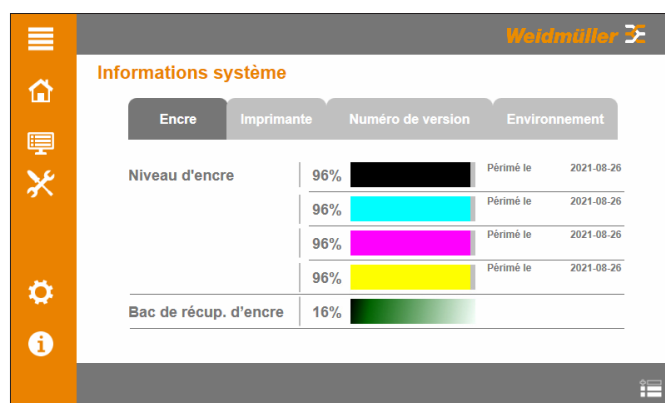 Weidmüller
Informations système
Encre Imprimante Numéro de version Environnement
Niveau d'encre 96% Périmé le 2021-08-26
96% Périmé le 2021-08-26
96% Périmé le 2021-08-26
96% Périmé le 2021-08-26
Bac de récup. d'encre 16%